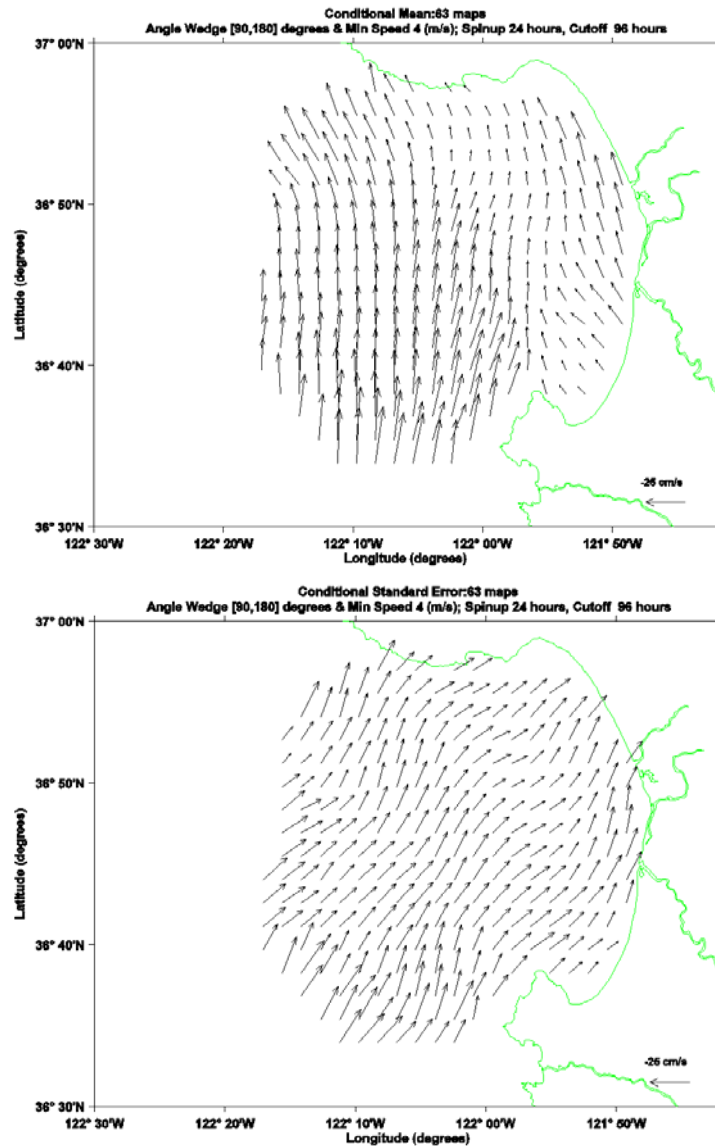 Conditional Mean:63 maps
Angle Wedge [90,180] degrees & Min Speed 4 (m/s); Spinup 24 hours, Cutoff 96 hours
37° 00'N
36° 50'N
36° 40'N
36° 30'N
Latitude (degrees)
-25 cm/s
122° 30'W 122° 20'W 122° 10'W 122° 00'W 121° 50'W
Longitude (degrees)
Conditional Standard Error:63 maps
Angle Wedge [90,180] degrees & Min Speed 4 (m/s); Spinup 24 hours, Cutoff 96 hours
37° 00'N
36° 50'N
36° 40'N
36° 30'N
Latitude (degrees)
-25 cm/s
122° 30'W 122° 20'W 122° 10'W 122° 00'W 121° 50'W
Longitude (degrees)